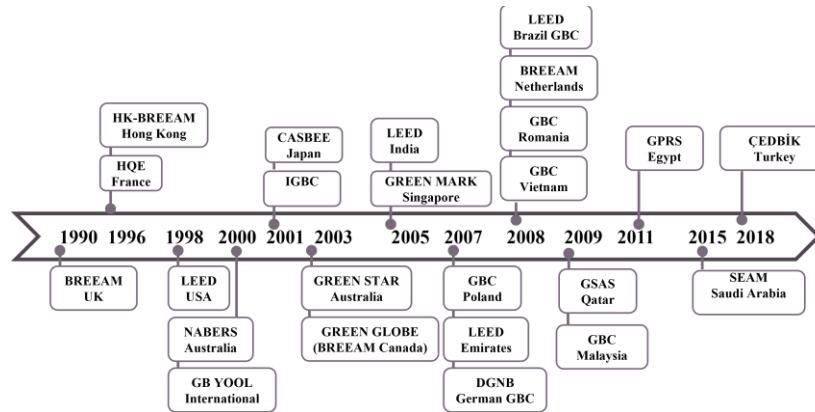 LEED
Brazil GBC
BREEAM
Netherlands
GBC
Romania
GBC
Vietnam
HK-BREEAM
Hong Kong
HQE
France
CASBEE
Japan
IGBC
LEED
India
GREEN MARK
Singapore
GPRS
Egypt
ÇEDBİK
Turkey
1990 1996 1998 2000 2001 2003 2005 2007 2008 2009 2011 2015 2018
BREEAM
UK
LEED
USA
NABERS
Australia
GB YOOL
International
GREEN STAR
Australia
GREEN GLOBE
(BREEAM Canada)
GBC
Poland
LEED
Emirates
DGNB
German GBC
GSAS
Qatar
GBC
Malaysia
SEAM
Saudi Arabia